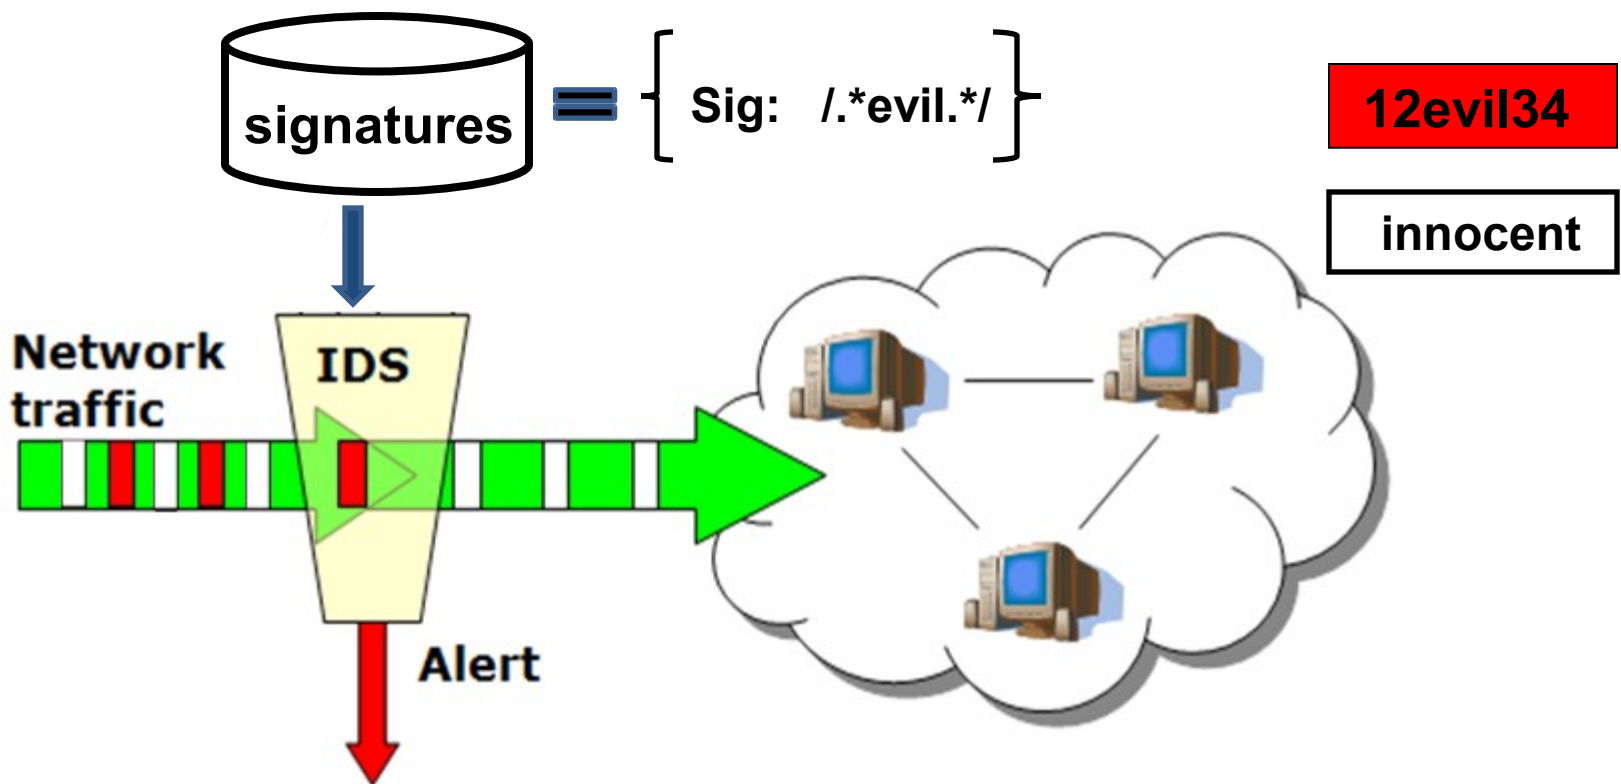 signatures
Sig: /.*evil.*/
12evil34
innocent
Network
traffic
IDS
Alert